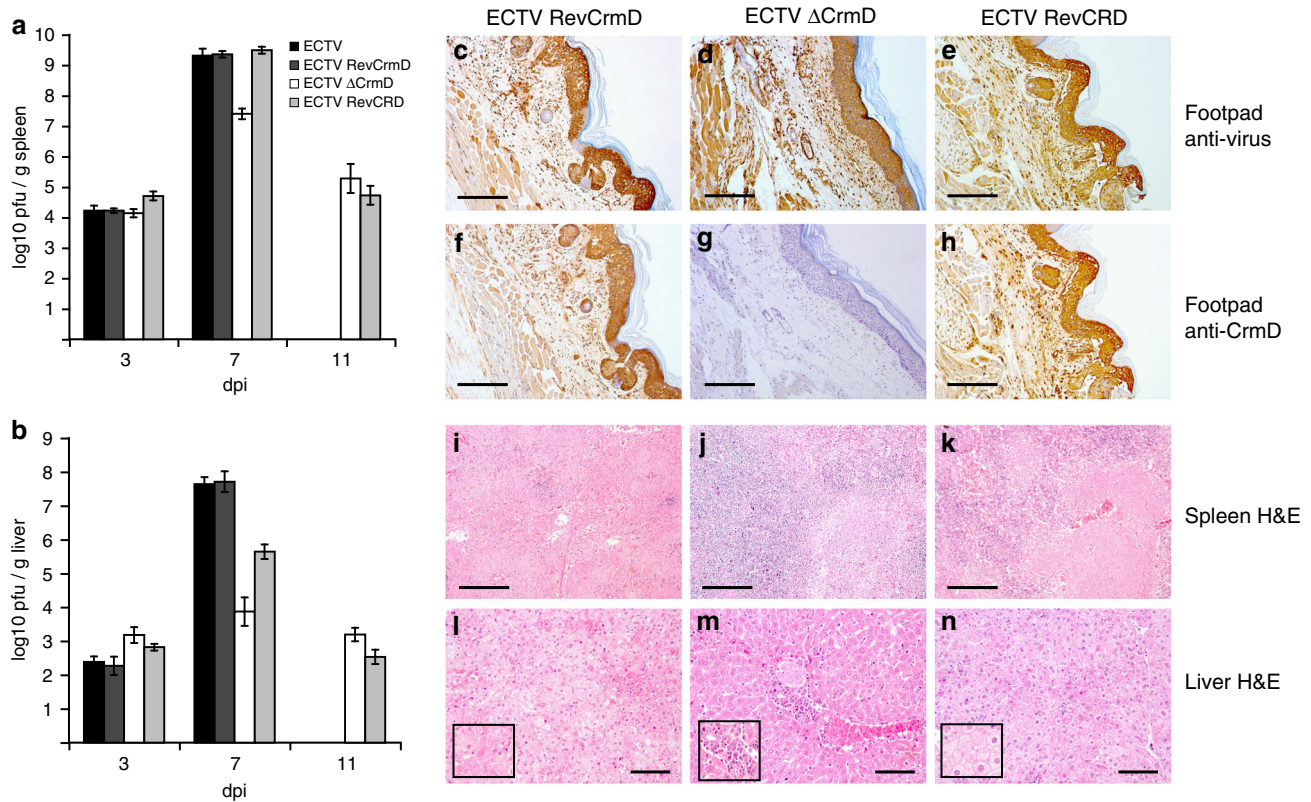 a
10
9
8
7
6
5
4
3
2
1
log10 pfu / g spleen
3 7 11
dpi
ECTV
ECTV RevCrmD
ECTV ΔCrmD
ECTV RevCRD
b
9
8
7
6
5
4
3
2
1
0
log10 pfu / g liver
3 7 11
dpi
ECTV RevCrmD ECTV ΔCrmD ECTV RevCRD
c d e
Footpad
anti-virus
f g h
Footpad
anti-CrmD
i j k
Spleen H&E
l m n
Liver H&E